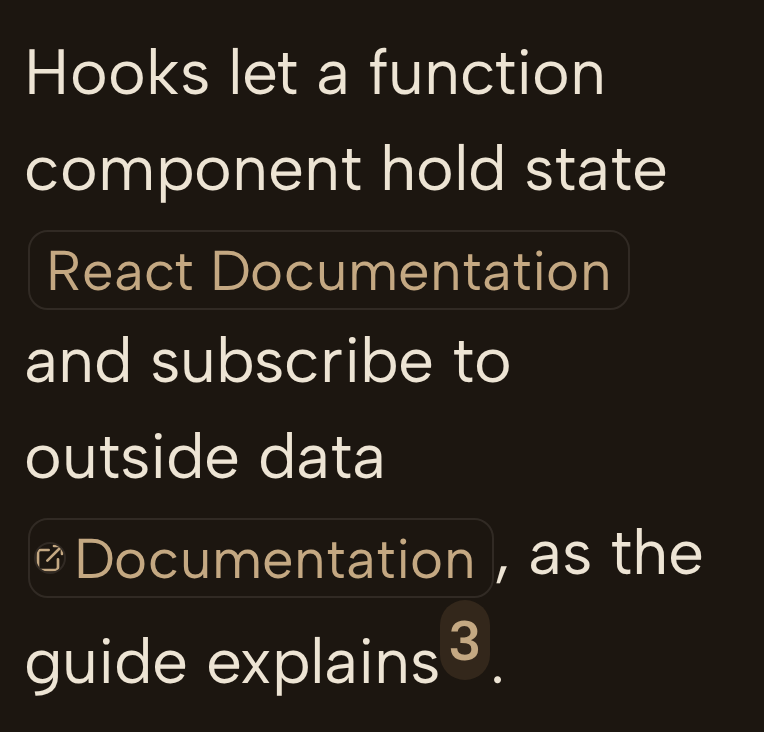 Hooks let a function
component hold state
React Documentation
and subscribe to
outside data
Documentation, as the
guide explains3.